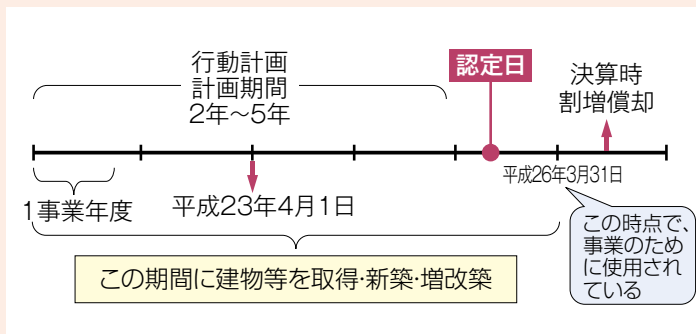 行動計画
計画期間
2年～5年
認定日
決算時
割増償却
1事業年度
平成23年4月1日
平成26年3月31日
この時点で、
事業のため
に使用され
ている
この期間に建物等を取得・新築・増改築